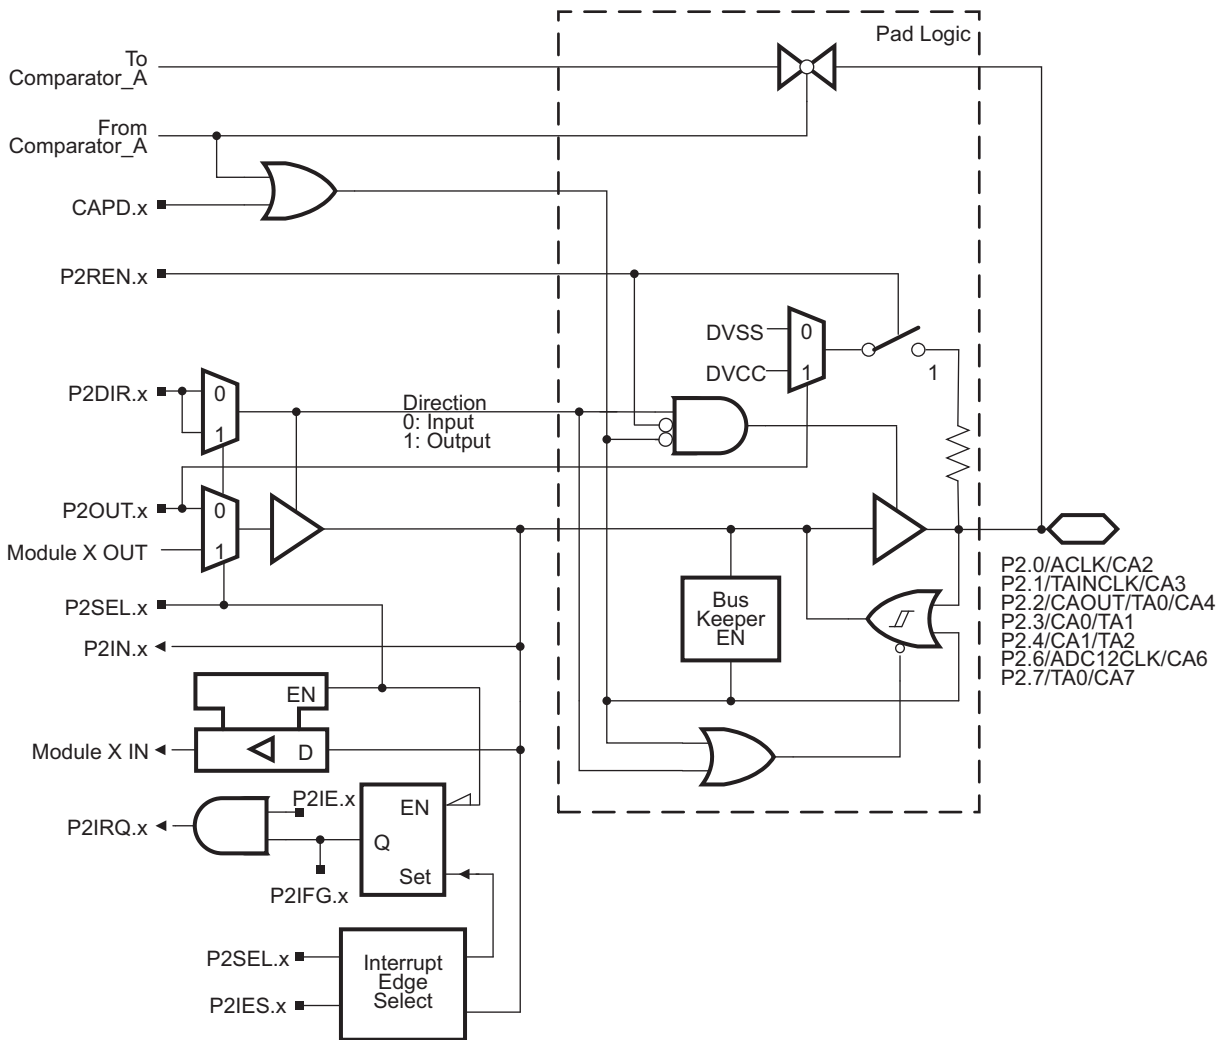 Pad Logic
To
Comparator_A
From
Comparator_A
CAPD.x
P2REN.x
DVSS
0
DVCC
1
1
P2DIR.x
0
1
Direction
0: Input
1: Output
P2OUT.x
0
Module X OUT
1
P2SEL.x
P2IN.x
Bus
Keeper
EN
P2.0/ACLK/CA2
P2.1/TAINCLK/CA3
P2.2/CAOUT/TA0/CA4
P2.3/CA0/TA1
P2.4/CA1/TA2
P2.6/ADC12CLK/CA6
P2.7/TA0/CA7
EN
Module X IN
D
P2IE.x
P2IRQ.x
EN
Q
Set
P2IFG.x
P2SEL.x
P2IES.x
Interrupt
Edge
Select